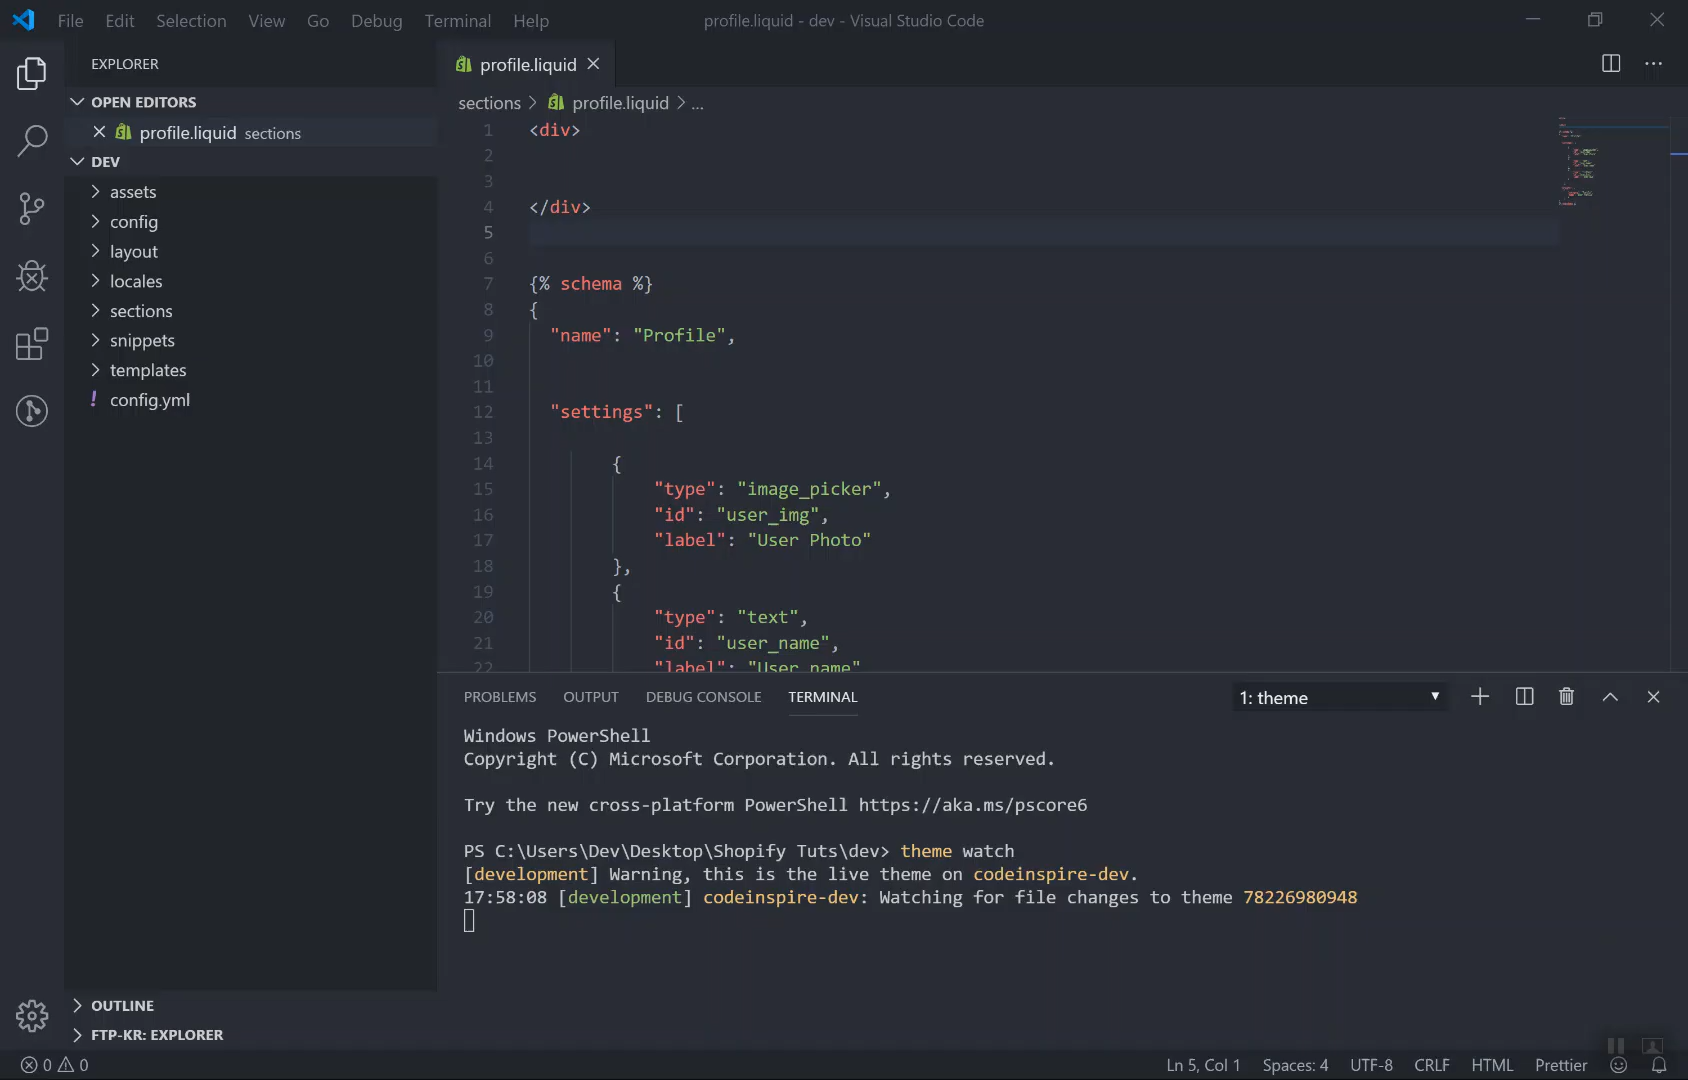 File Edit Selection View Go Debug Terminal Help
profile.liquid - dev - Visual Studio Code
EXPLORER
OPEN EDITORS
profile.liquid sections
DEV
assets
config
layout
locales
sections
snippets
templates
! config.yml
OUTLINE
FTP-KR: EXPLORER
profile.liquid
sections > profile.liquid > ...
1 <div>
2
3
4 </div>
5
6
7 {% schema %}
8 {
9 "name": "Profile",
10
11
12 "settings": [
13
14 {
15 "type": "image_picker",
16 "id": "user_img",
17 "label": "User Photo"
18 },
19 {
20 "type": "text",
21 "id": "user_name",
22 "label": "User name"
PROBLEMS OUTPUT DEBUG CONSOLE TERMINAL
1: theme
Windows PowerShell
Copyright (C) Microsoft Corporation. All rights reserved.
Try the new cross-platform PowerShell https://aka.ms/pscore6
PS C:\Users\Dev\Desktop\Shopify Tuts\dev> theme watch
[development] Warning, this is the live theme on codeinspire-dev.
17:58:08 [development] codeinspire-dev: Watching for file changes to theme 78226980948
0 0
Ln 5, Col 1 Spaces: 4 UTF-8 CRLF HTML Prettier